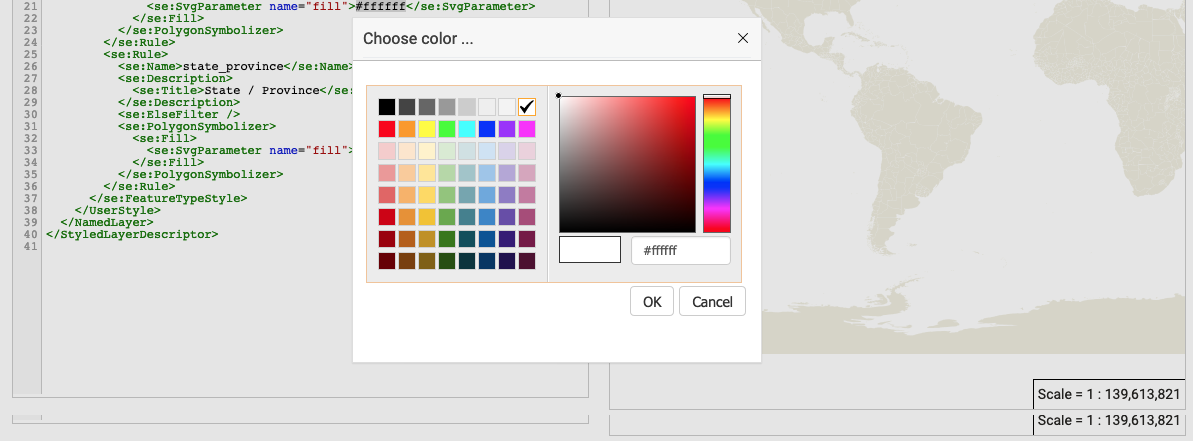 21 <se:SvgParameter name="fill">#ffffff</se:SvgParameter>
22 </se:Fill>
23 </se:PolygonSymbolizer>
24 </se:Rule>
25 <se:Rule>
26 <se:Name>state_province</se:Name>
27 <se:Description>
28 <se:Title>State / Province</se:
29 </se:Description>
30 <se:ElseFilter />
31 <se:PolygonSymbolizer>
32 <se:Fill>
33 <se:SvgParameter name="fill">
34 </se:Fill>
35 </se:PolygonSymbolizer>
36 </se:Rule>
37 </se:FeatureTypeStyle>
38 </UserStyle>
39 </NamedLayer>
40 </StyledLayerDescriptor>
41
Choose color ...
#ffffff
OK Cancel
Scale = 1 : 139,613,821
Scale = 1 : 139,613,821